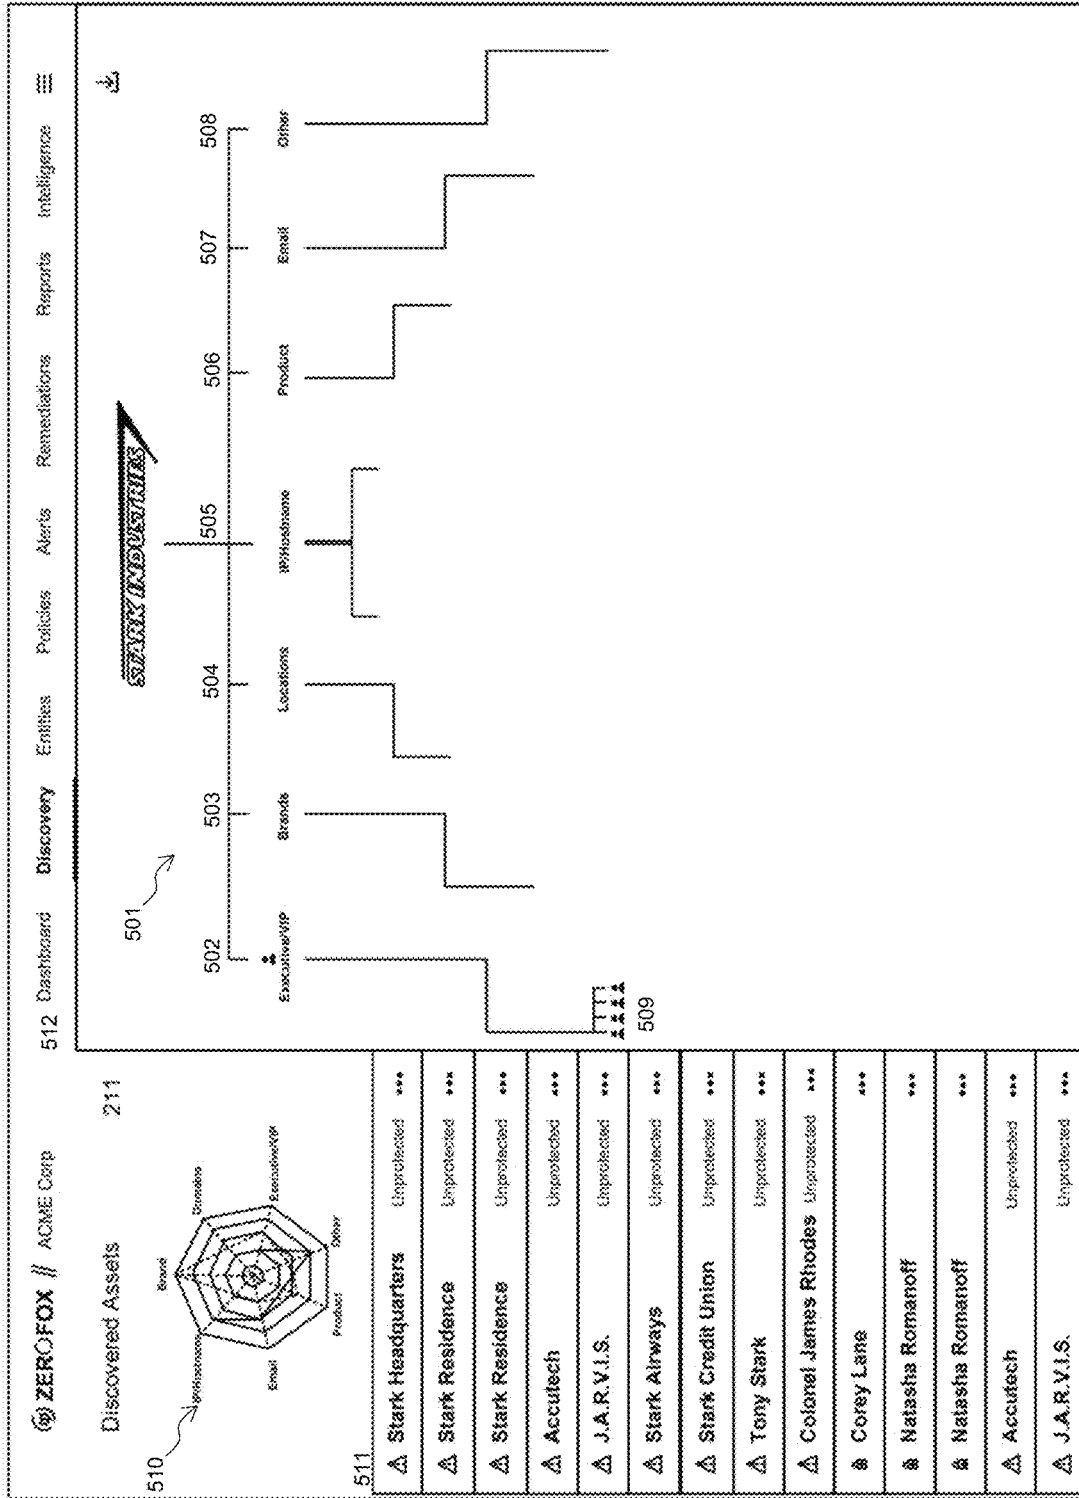 ZEROFOX // ACME Corp
512 Dashboard Discovery Entities Policies Alerts Remediations Reports Intelligence
Discovered Assets 211
510
Brand
Domains
Executive/VIP
Other
Product
Email
511
Stark Headquarters Unprotected ***
Stark Residence Unprotected ***
Stark Residence Unprotected ***
Accutech Unprotected ***
J.A.R.V.I.S. Unprotected ***
Stark Airways Unprotected ***
Stark Credit Union Unprotected ***
Tony Stark Unprotected ***
Colonel James Rhodes Unprotected ***
Corey Lane ***
Natasha Romanoff ***
Natasha Romanoff ***
Accutech Unprotected ***
J.A.R.V.I.S. Unprotected ***
STARK INDUSTRIES
501
502 503 504 505 506 507 508
Executive/VIP Brands Locations IP/Hostname Product Email Other
509